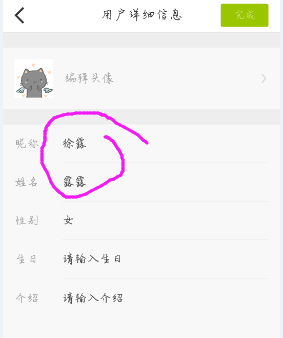 用户详细信息 完成
编辑头像
昵称 徐露
姓名 露露
性别 女
生日 请输入生日
介绍 请输入介绍